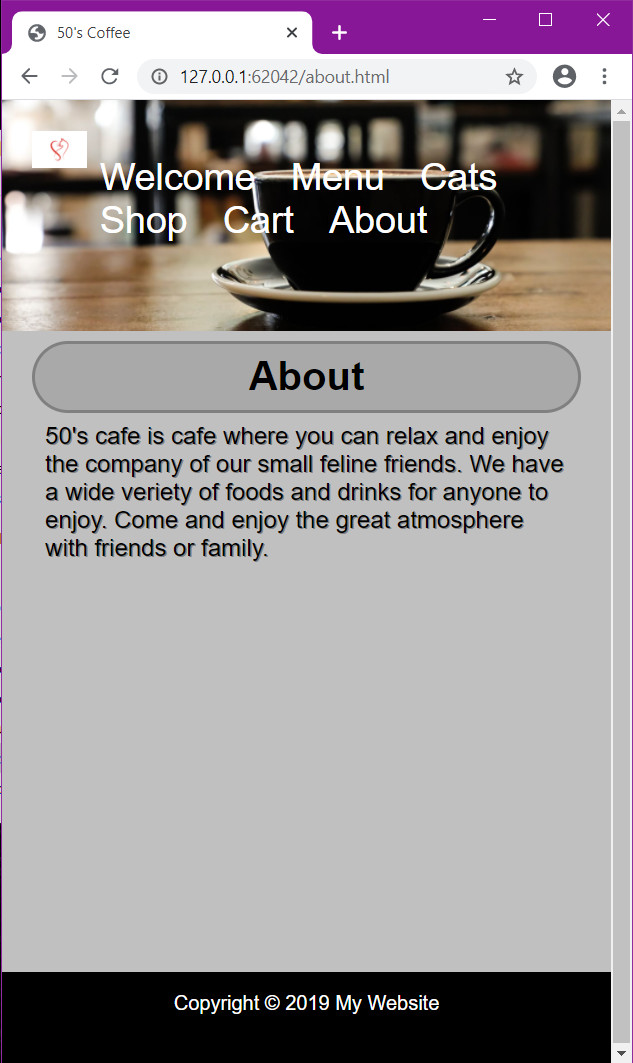 50's Coffee
127.0.0.1:62042/about.html
Welcome Menu Cats
Shop Cart About
About
50's cafe is cafe where you can relax and enjoy
the company of our small feline friends. We have
a wide veriety of foods and drinks for anyone to
enjoy. Come and enjoy the great atmosphere
with friends or family.
Copyright © 2019 My Website